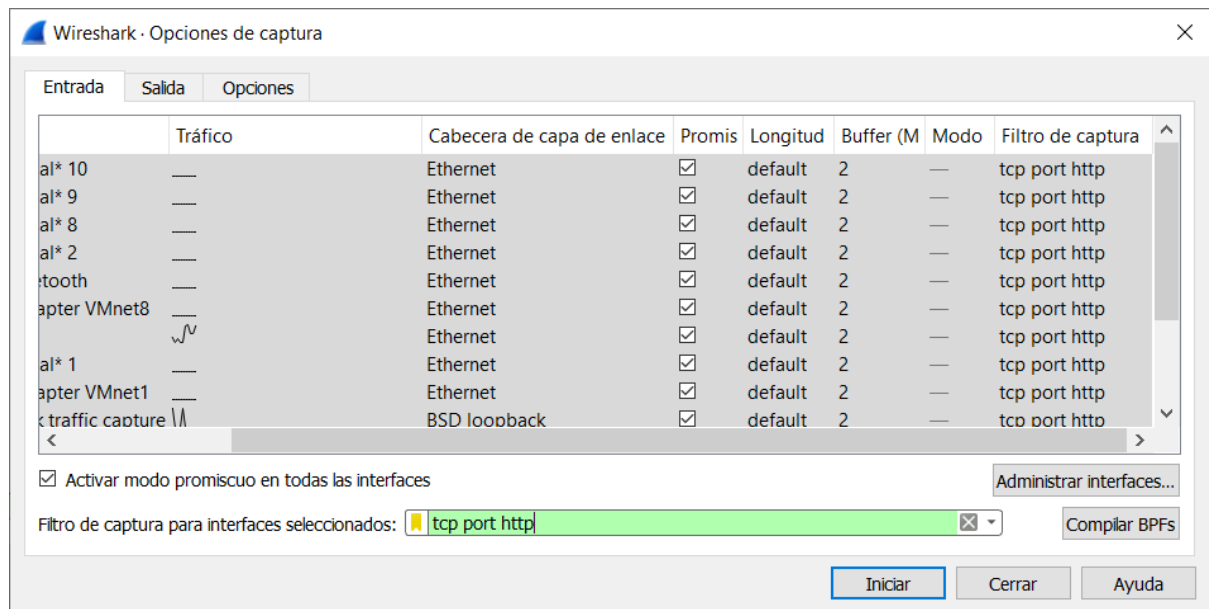 Wireshark · Opciones de captura
Entrada Salida Opciones
Tráfico Cabecera de capa de enlace Promis Longitud Buffer (M Modo Filtro de captura
al* 10 Ethernet default 2 — tcp port http
al* 9 Ethernet default 2 — tcp port http
al* 8 Ethernet default 2 — tcp port http
al* 2 Ethernet default 2 — tcp port http
etooth Ethernet default 2 — tcp port http
apter VMnet8 Ethernet default 2 — tcp port http
Ethernet default 2 — tcp port http
al* 1 Ethernet default 2 — tcp port http
apter VMnet1 Ethernet default 2 — tcp port http
k traffic capture BSD loopback default 2 — tcp port http
Activar modo promiscuo en todas las interfaces Administrar interfaces...
Filtro de captura para interfaces seleccionados: tcp port http Compilar BPFs
Iniciar Cerrar Ayuda